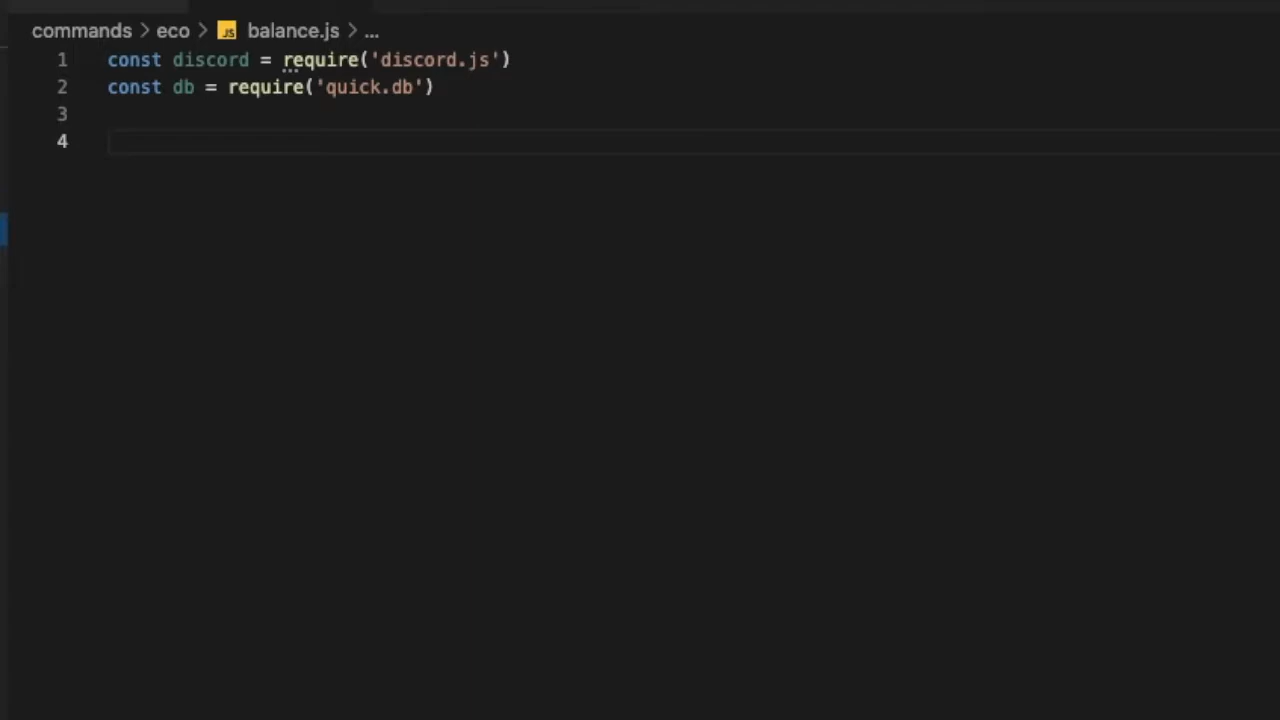 commands > eco > JS balance.js > ...
1 const discord = require('discord.js')
2 const db = require('quick.db')
3
4